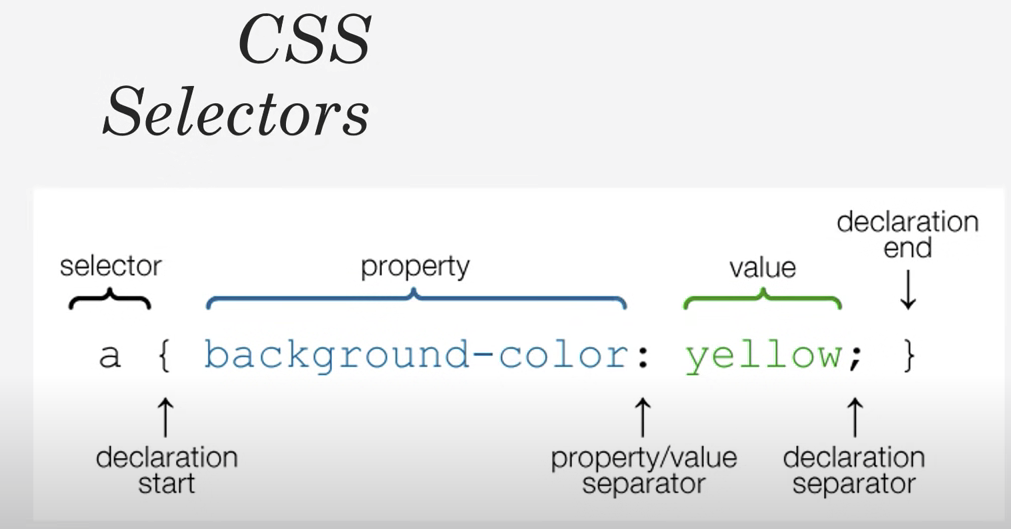 CSS
Selectors
declaration
end
selector
property
value
a { background-color: yellow; }
declaration
start
property/value
separator
declaration
separator